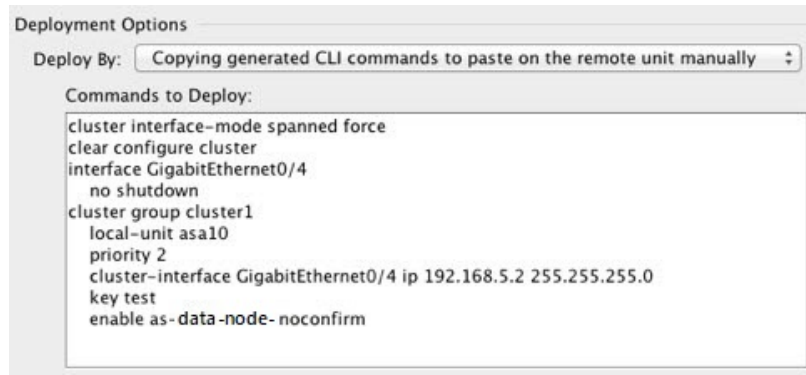 Deployment Options
Deploy By: Copying generated CLI commands to paste on the remote unit manually
Commands to Deploy:
cluster interface-mode spanned force
clear configure cluster
interface GigabitEthernet0/4
no shutdown
cluster group cluster1
local-unit asa10
priority 2
cluster-interface GigabitEthernet0/4 ip 192.168.5.2 255.255.255.0
key test
enable as-data-node-noconfirm